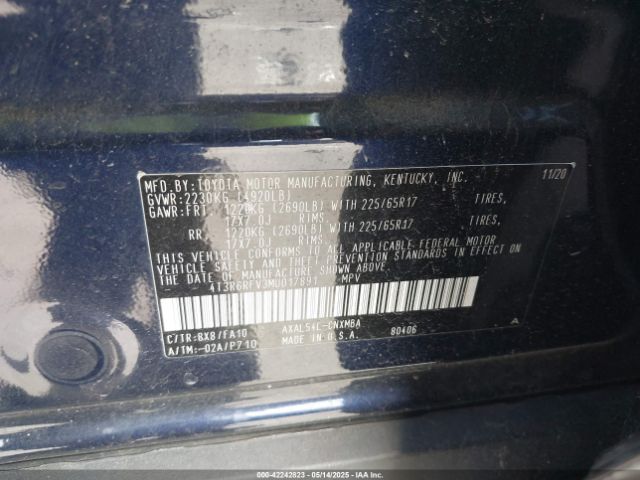 MFD.BY:TOYOTA MOTOR MANUFACTURING, KENTUCKY, INC. 11/20
GVWR:2230KG (4920LB)
GAWR:FRT. 1220KG (2690LB) WITH 225/65R17 TIRES,
17X7.0J RIMS
RR. 1220KG (2690LB) WITH 225/65R17 TIRES,
17X7.0J RIMS
THIS VEHICLE CONFORMS TO ALL APPLICABLE FEDERAL MOTOR
VEHICLE SAFETY AND THEFT PREVENTION STANDARDS IN EFFECT ON
THE DATE OF MANUFACTURE SHOWN ABOVE.
4T3R6RFV3MU017891 MPV
C/TR:8X8/FA10 AXAL54L-CNXMBA A
A/TM:-02A/P710 MADE IN U.S.A. 80406
000-42242823 05/14/2025 © IAA Holdings, LLC